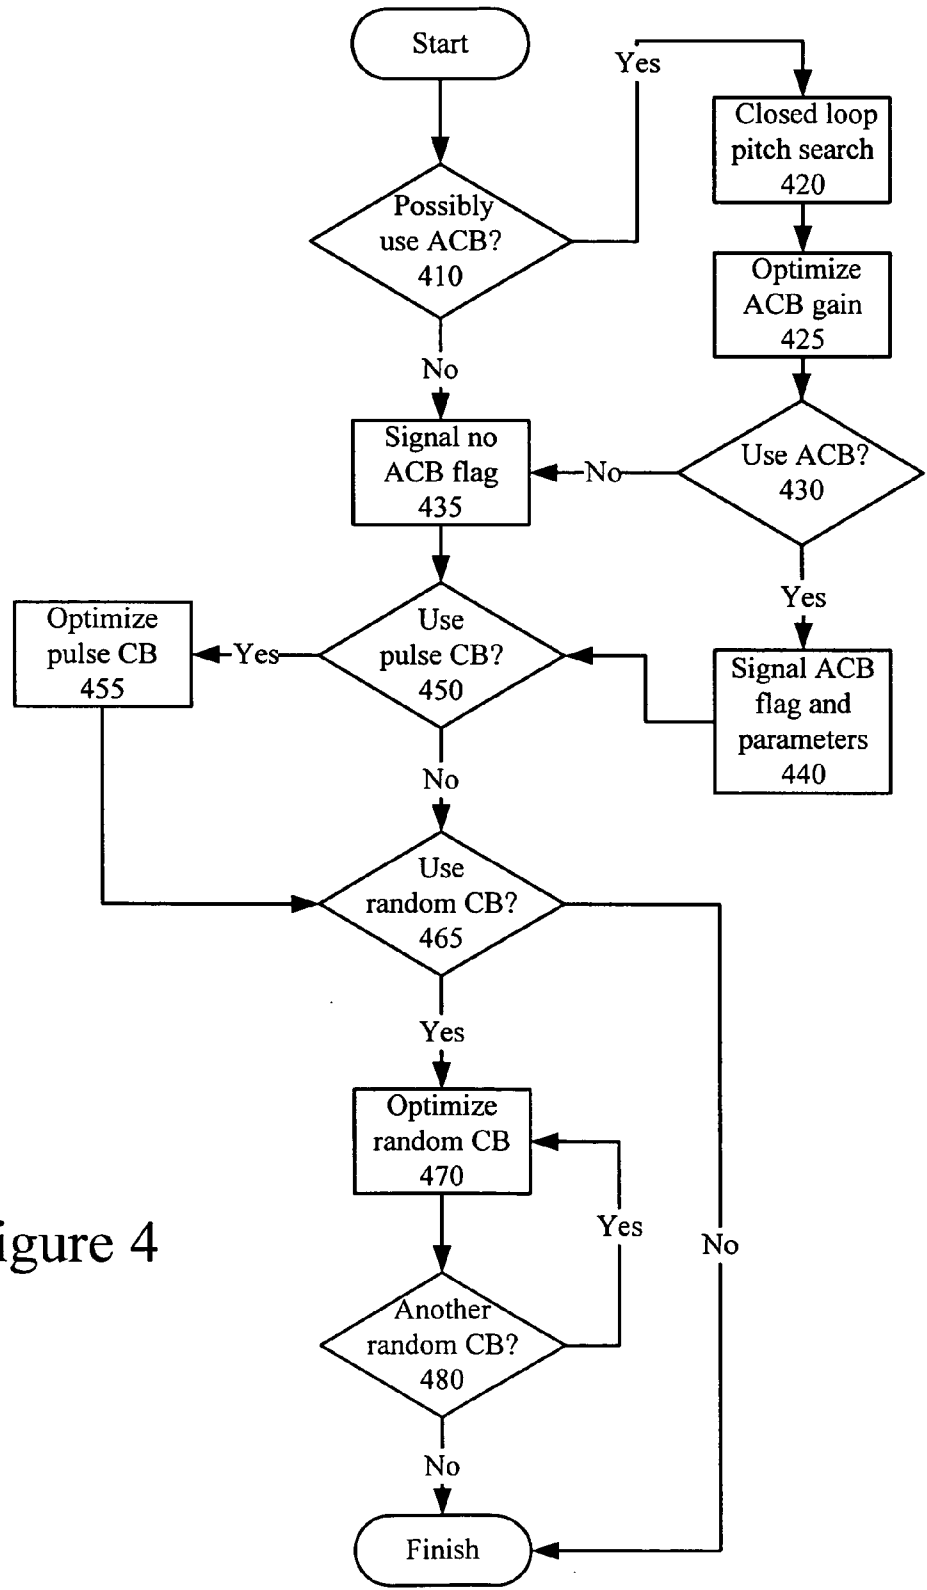 Start
Yes
Closed loop
pitch search
420
Possibly
use ACB?
410
Optimize
ACB gain
425
No
Signal no
ACB flag
435
No
Use ACB?
430
Yes
Optimize
pulse CB
455
Yes
Use
pulse CB?
450
Signal ACB
flag and
parameters
440
No
Use
random CB?
465
Yes
Optimize
random CB
470
Yes
No
igure 4
Another
random CB?
480
No
Finish